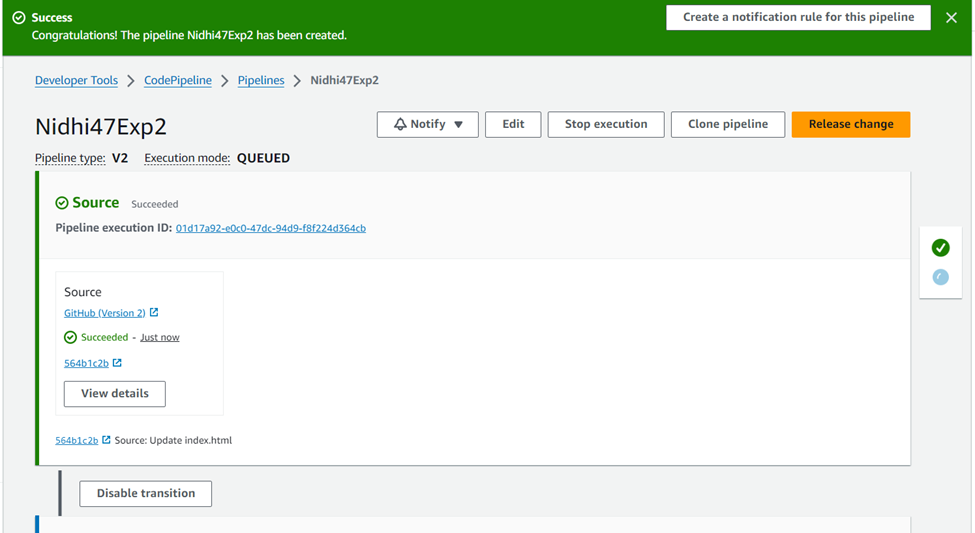 Success
Congratulations! The pipeline Nidhi47Exp2 has been created.
Create a notification rule for this pipeline
Developer Tools
CodePipeline
Pipelines
Nidhi47Exp2
Nidhi47Exp2
Notify
Edit
Stop execution
Clone pipeline
Release change
Pipeline type: V2 Execution mode: QUEUED
Source Succeeded
Pipeline execution ID: 01d17a92-e0c0-47dc-94d9-f8f224d364cb
Source
GitHub (Version 2)
Succeeded - Just now
564b1c2b
View details
564b1c2b Source: Update index.html
Disable transition